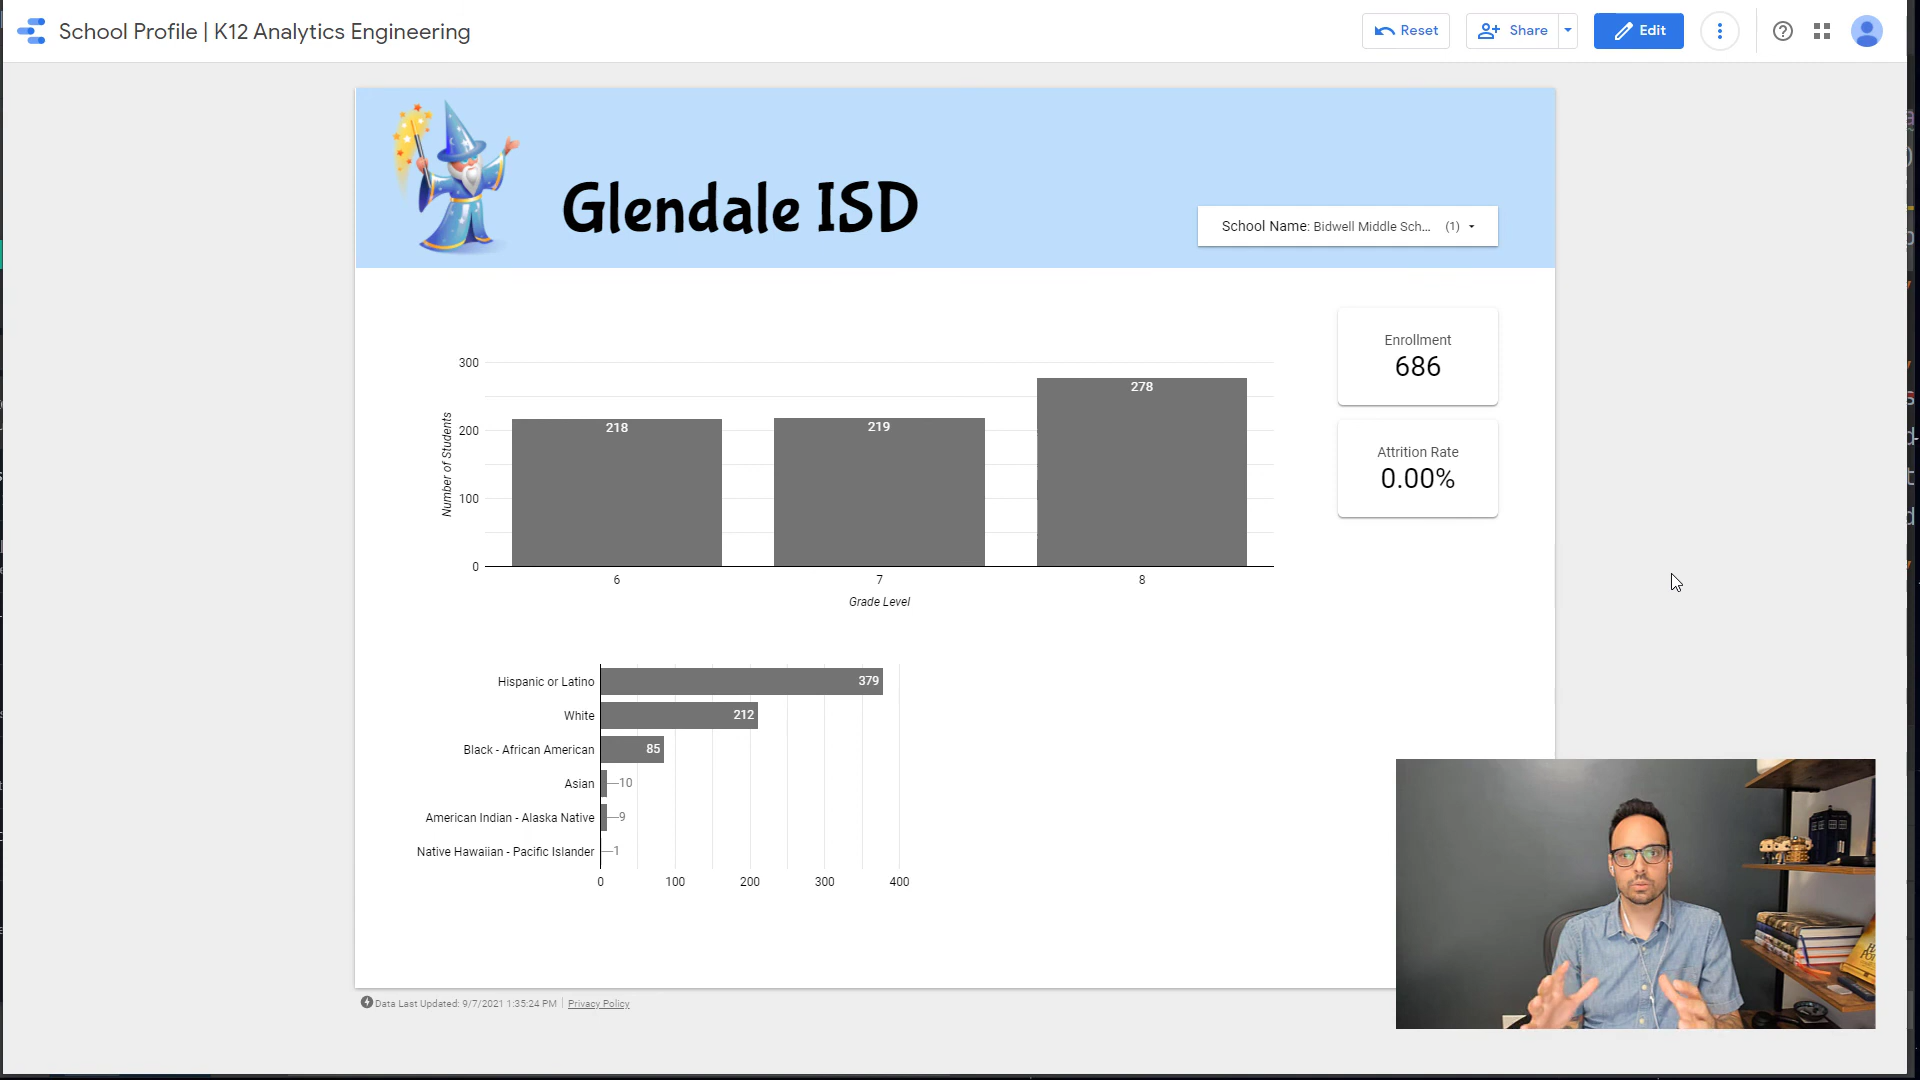 School Profile | K12 Analytics Engineering
Reset
Share
Edit
Glendale ISD
School Name: Bidwell Middle Sch... (1)
Enrollment
686
Attrition Rate
0.00%
Number of Students
300
200
100
0
218
219
278
6
7
8
Grade Level
Hispanic or Latino 379
White 212
Black - African American 85
Asian 10
American Indian - Alaska Native 9
Native Hawaiian - Pacific Islander 1
0 100 200 300 400
Data Last Updated: 9/7/2021 1:35:24 PM | Privacy Policy